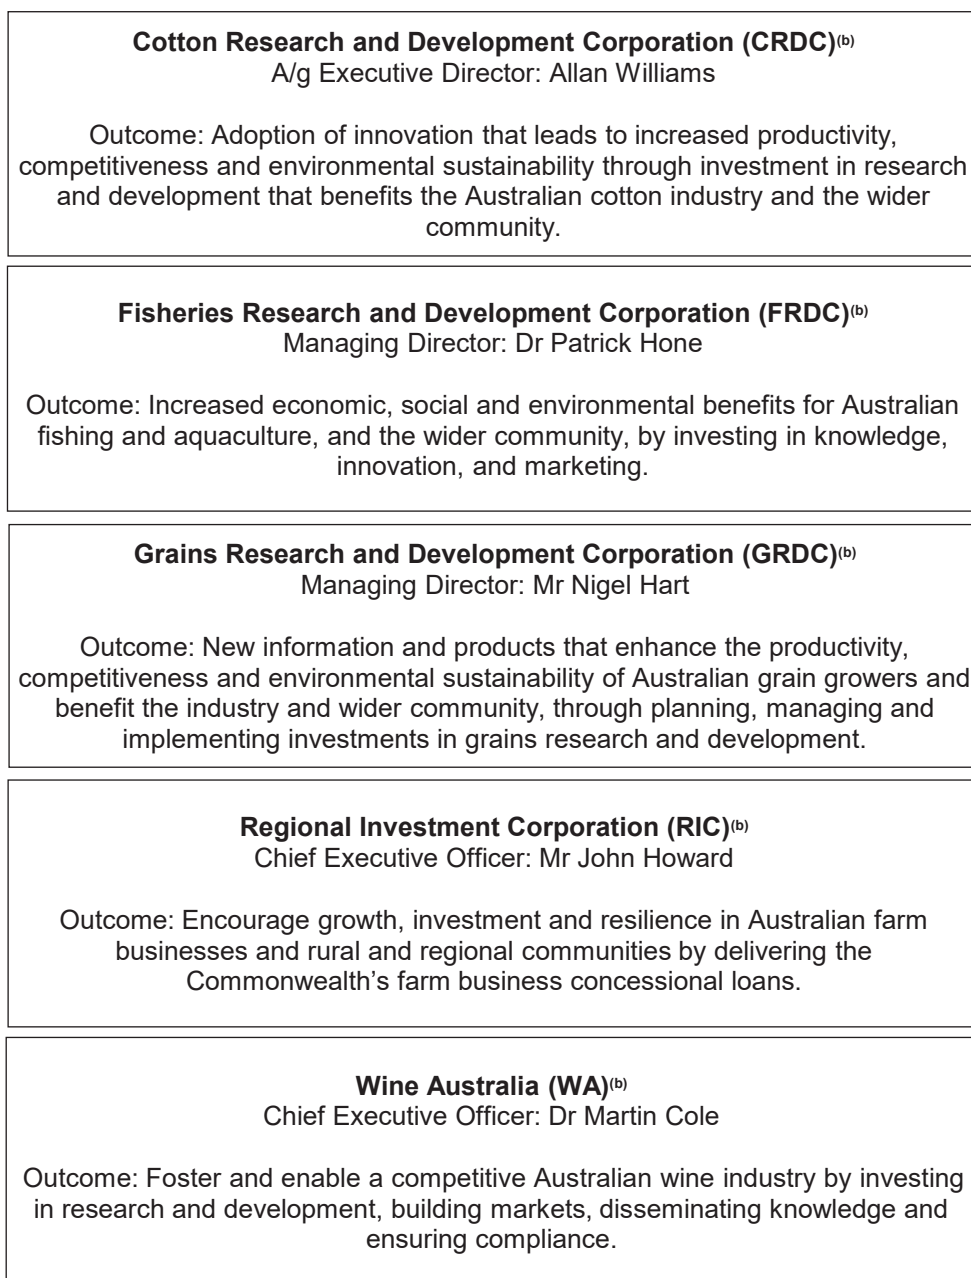 Cotton Research and Development Corporation (CRDC)(b)
A/g Executive Director: Allan Williams
Outcome: Adoption of innovation that leads to increased productivity,
competitiveness and environmental sustainability through investment in research
and development that benefits the Australian cotton industry and the wider
community.
Fisheries Research and Development Corporation (FRDC)(b)
Managing Director: Dr Patrick Hone
Outcome: Increased economic, social and environmental benefits for Australian
fishing and aquaculture, and the wider community, by investing in knowledge,
innovation, and marketing.
Grains Research and Development Corporation (GRDC)(b)
Managing Director: Mr Nigel Hart
Outcome: New information and products that enhance the productivity,
competitiveness and environmental sustainability of Australian grain growers and
benefit the industry and wider community, through planning, managing and
implementing investments in grains research and development.
Regional Investment Corporation (RIC)(b)
Chief Executive Officer: Mr John Howard
Outcome: Encourage growth, investment and resilience in Australian farm
businesses and rural and regional communities by delivering the
Commonwealth’s farm business concessional loans.
Wine Australia (WA)(b)
Chief Executive Officer: Dr Martin Cole
Outcome: Foster and enable a competitive Australian wine industry by investing
in research and development, building markets, disseminating knowledge and
ensuring compliance.